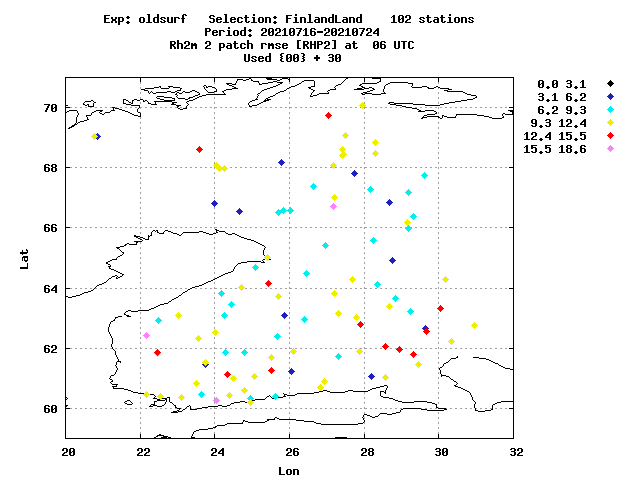 Exp: oldsurf   Selection: FinlandLand    102 stations
Period: 20210716-20210724
Rh2m 2 patch rmse [RHP2] at  06 UTC
Used {00} + 30
0.0 3.1
3.1 6.2
6.2 9.3
9.3 12.4
12.4 15.5
15.5 18.6
70
68
66
64
62
60
Lat
20 22 24 26 28 30 32
Lon